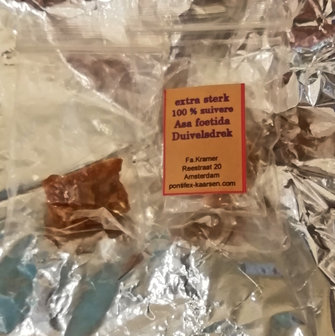 extra sterk
100 % zuivere
Asa foetida
Duivelsdrek
Fa.Kramer
Reestraat 20
Amsterdam
pontifex-kaarsen.com